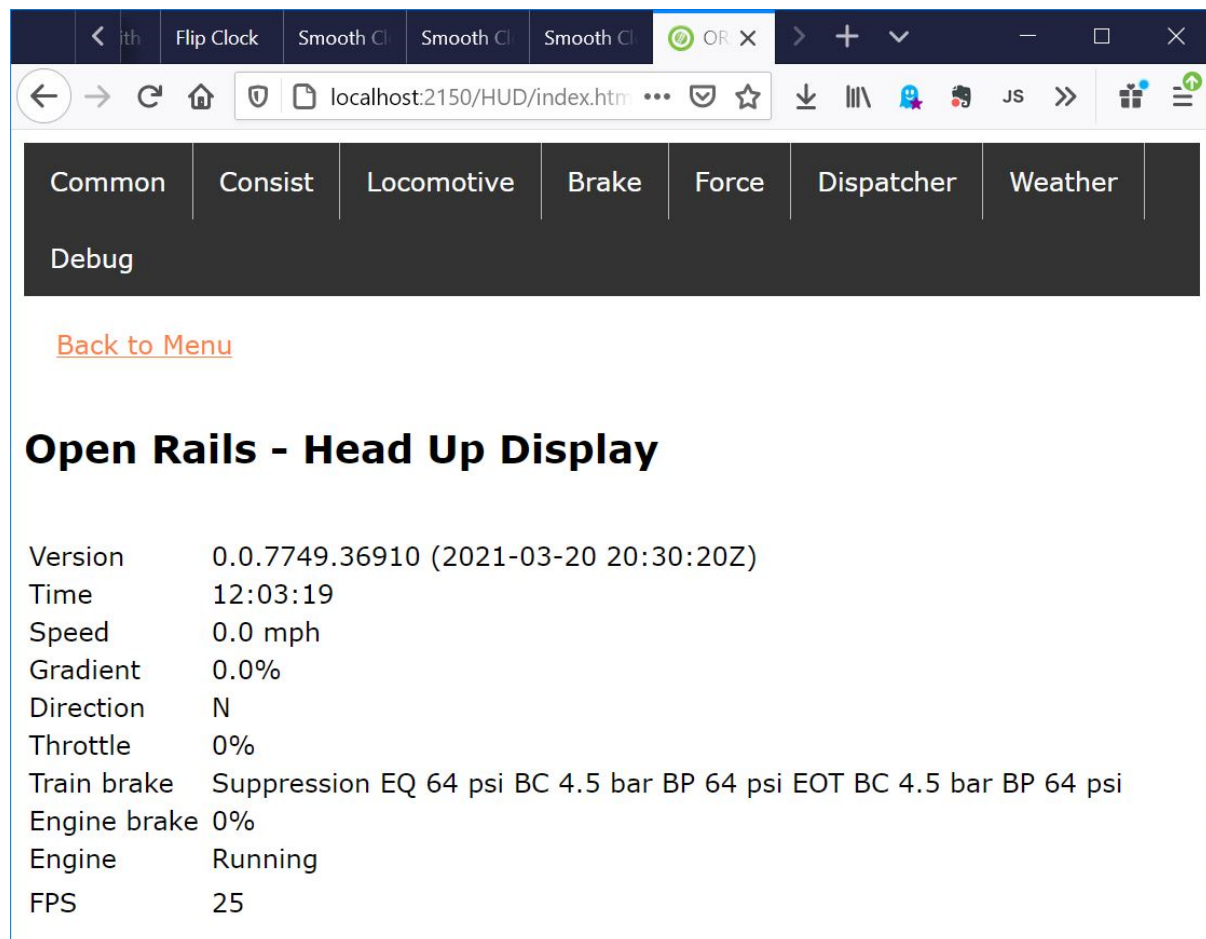 ith Flip Clock Smooth Cl Smooth Cl Smooth Cl OR
localhost:2150/HUD/index.htm JS
Common Consist Locomotive Brake Force Dispatcher Weather
Debug
Back to Menu
Open Rails - Head Up Display
Version 0.0.7749.36910 (2021-03-20 20:30:20Z)
Time 12:03:19
Speed 0.0 mph
Gradient 0.0%
Direction N
Throttle 0%
Train brake Suppression EQ 64 psi BC 4.5 bar BP 64 psi EOT BC 4.5 bar BP 64 psi
Engine brake 0%
Engine Running
FPS 25